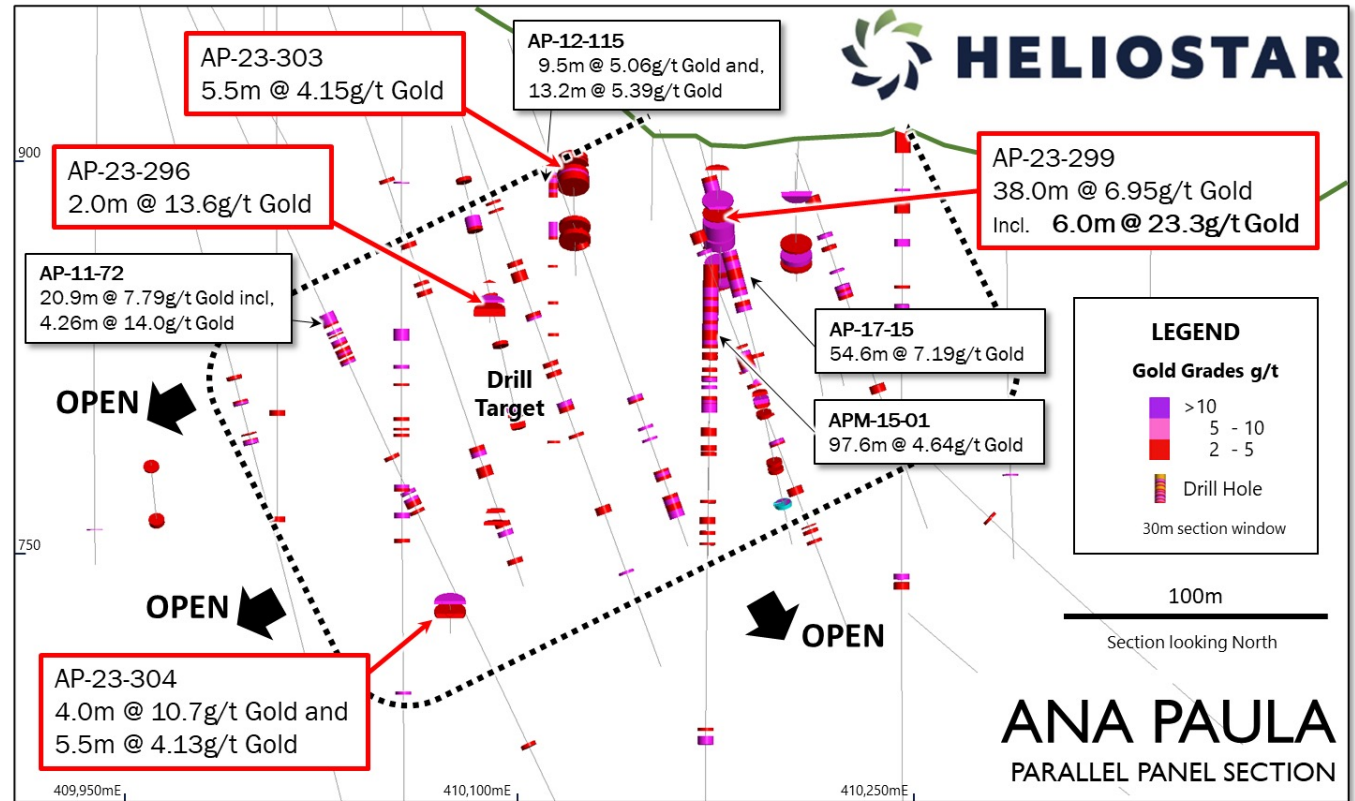 HELIOSTAR
AP-23-303
5.5m @ 4.15g/t Gold
AP-12-115
9.5m @ 5.06g/t Gold and,
13.2m @ 5.39g/t Gold
900
AP-23-296
2.0m @ 13.6g/t Gold
AP-23-299
38.0m @ 6.95g/t Gold
Incl. 6.0m @ 23.3g/t Gold
AP-11-72
20.9m @ 7.79g/t Gold incl,
4.26m @ 14.0g/t Gold
AP-17-15
54.6m @ 7.19g/t Gold
APM-15-01
97.6m @ 4.64g/t Gold
LEGEND
Gold Grades g/t
>10
5 - 10
2 - 5
Drill Hole
30m section window
Drill
Target
OPEN
750
OPEN
OPEN
100m
Section looking North
AP-23-304
4.0m @ 10.7g/t Gold and
5.5m @ 4.13g/t Gold
ANA PAULA
PARALLEL PANEL SECTION
409,950mE
410,100mE
410,250mE